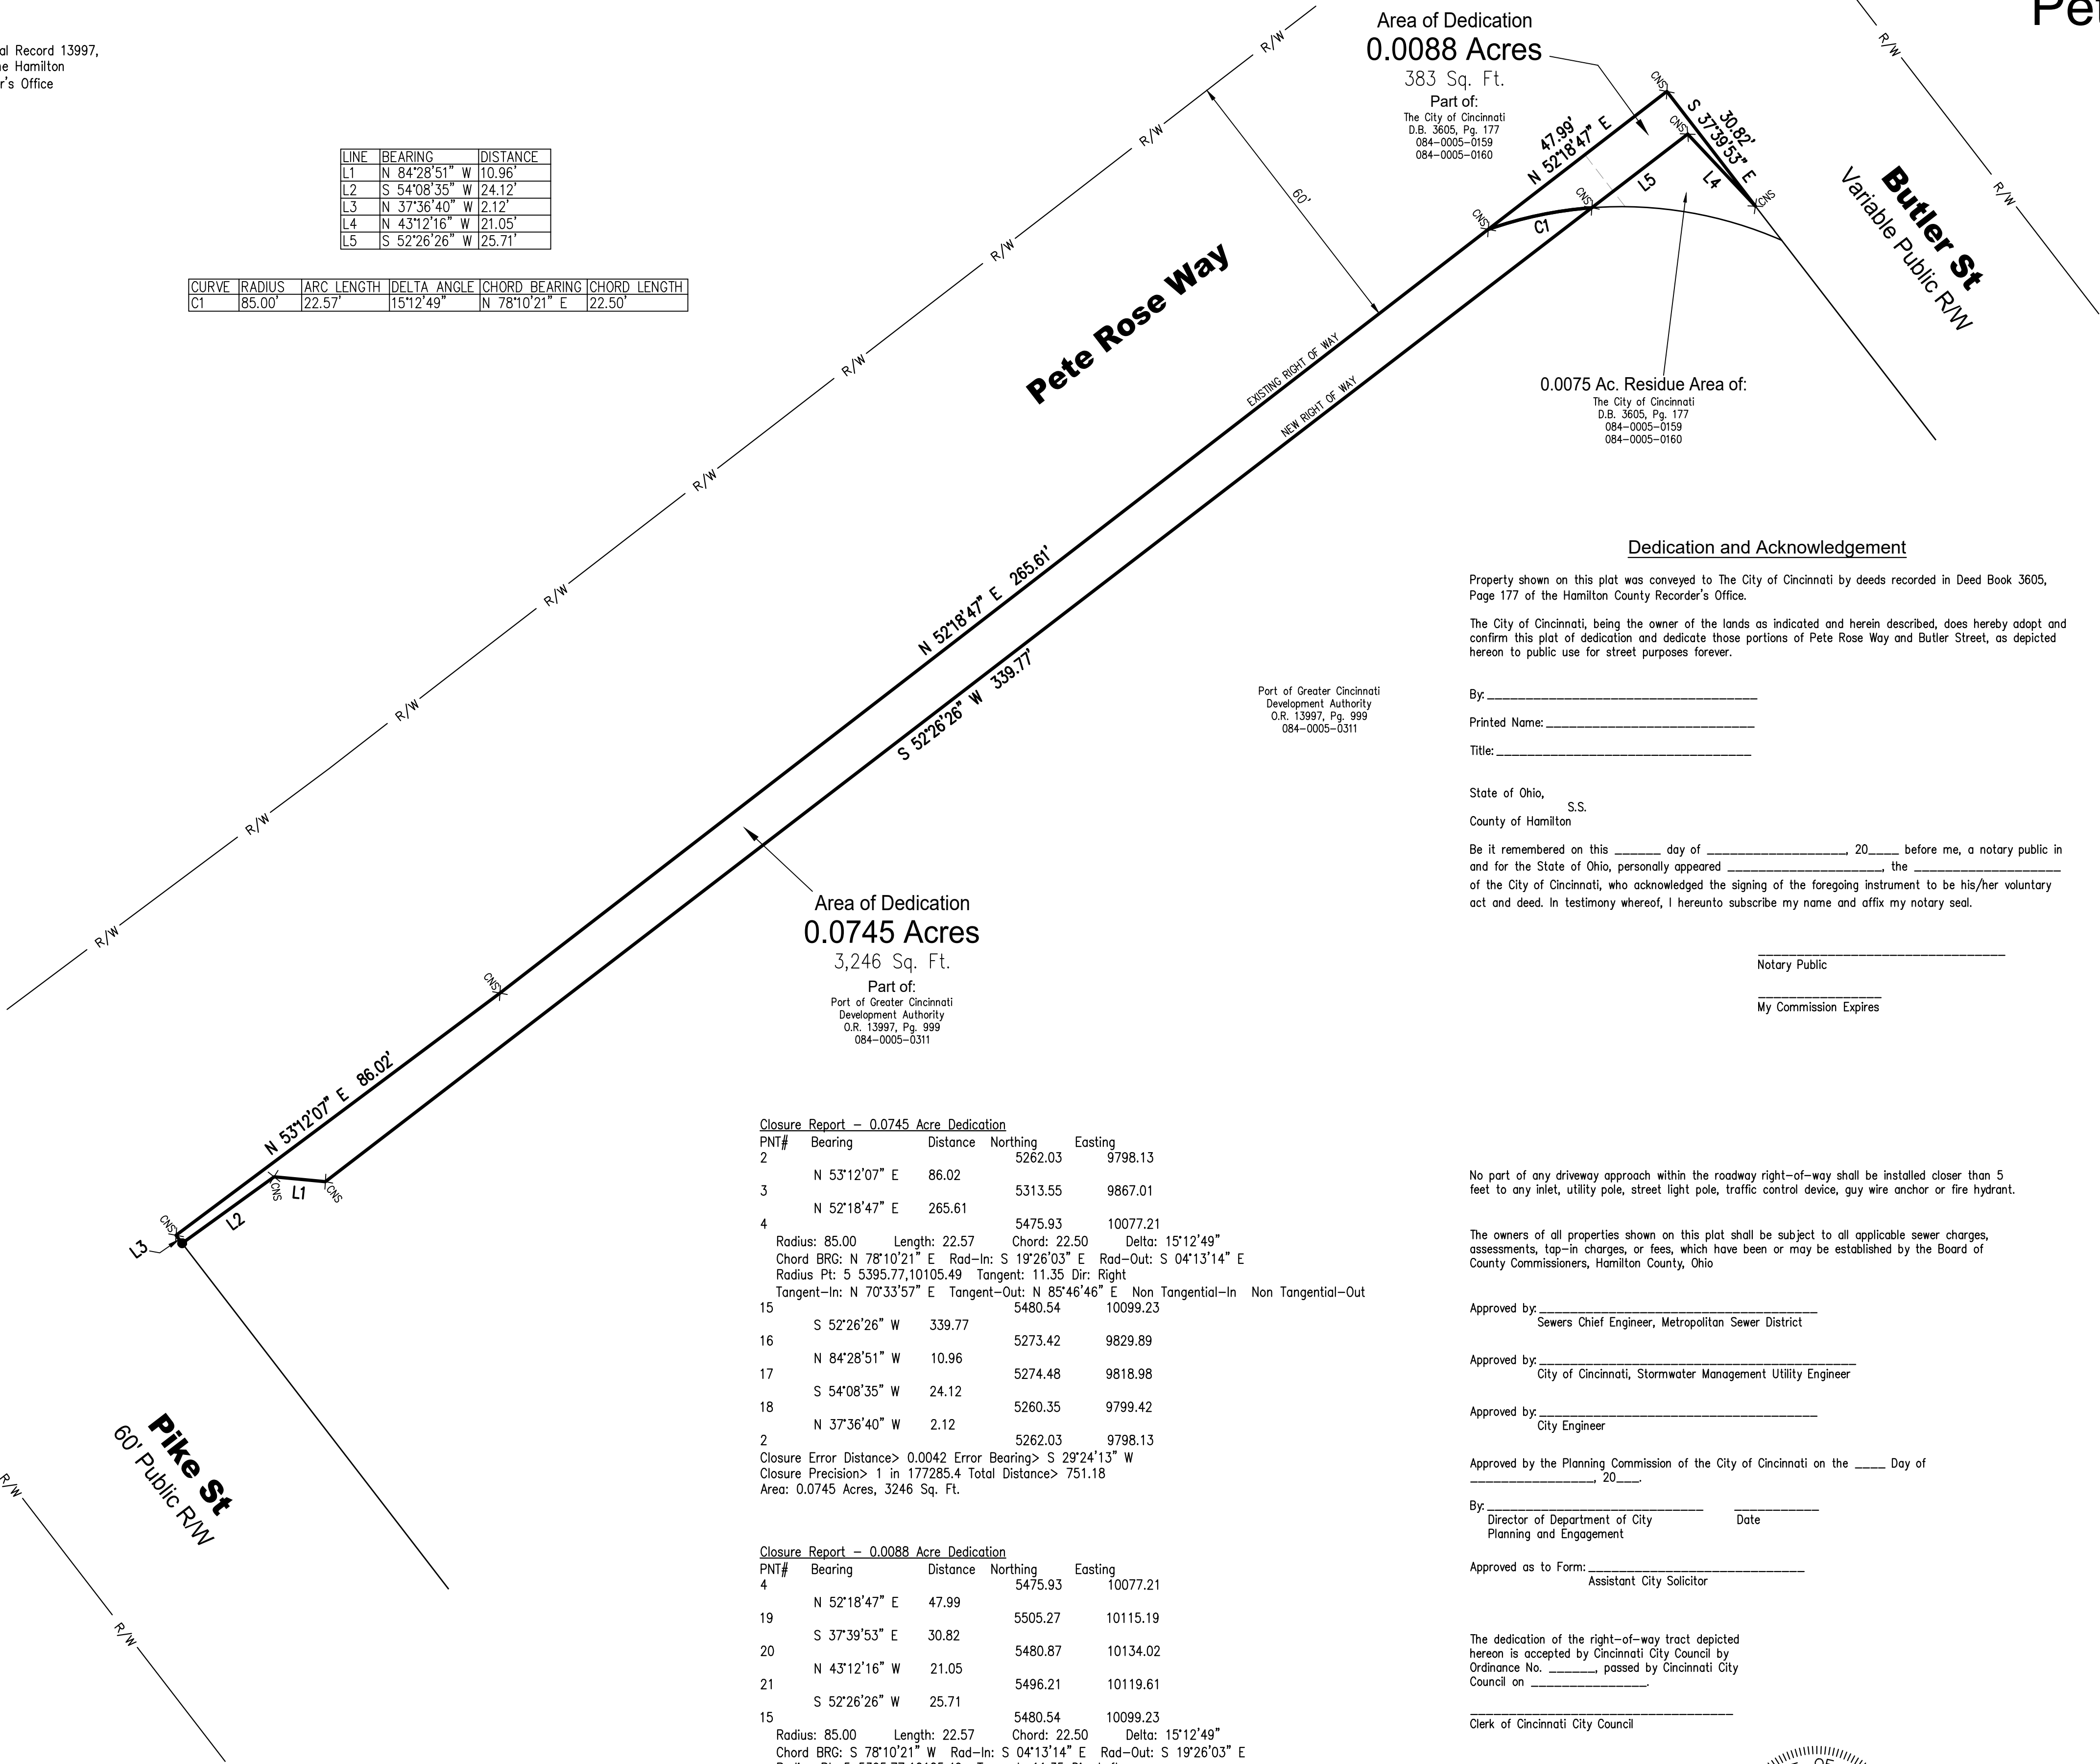 Pet
al Record 13997,
e Hamilton
r's Office
LINE BEARING DISTANCE
L1 N 84°28'51" W 10.96'
L2 S 54°08'35" W 24.12'
L3 N 37°36'40" W 2.12'
L4 N 43°12'16" W 21.05'
L5 S 52°26'26" W 25.71'
CURVE RADIUS ARC LENGTH DELTA ANGLE CHORD BEARING CHORD LENGTH
C1 85.00' 22.57' 15°12'49" N 78°10'21" E 22.50'
Area of Dedication
0.0088 Acres
383 Sq. Ft.
Part of:
The City of Cincinnati
D.B. 3605, Pg. 177
084-0005-0159
084-0005-0160
R/W
R/W
R/W
R/W
R/W
R/W
R/W
R/W
R/W
R/W
R/W
60'
Pete Rose Way
47.99'
N 52°18'47" E
CNS
CNS
CNS
CNS
CNS
30.82'
S 37°39'53" E
L4
L5
C1
Butler St
Variable Public R/W
EXISTING RIGHT OF WAY
NEW RIGHT OF WAY
0.0075 Ac. Residue Area of:
The City of Cincinnati
D.B. 3605, Pg. 177
084-0005-0159
084-0005-0160
N 52°18'47" E 265.61'
S 52°26'26" W 339.77'
Port of Greater Cincinnati
Development Authority
O.R. 13997, Pg. 999
084-0005-0311
Area of Dedication
0.0745 Acres
3,246 Sq. Ft.
Part of:
Port of Greater Cincinnati
Development Authority
O.R. 13997, Pg. 999
084-0005-0311
CNS
N 53°12'07" E 86.02'
CNS
CNS
CNS
L1
L2
L3
Pike St
60' Public R/W
R/W
R/W
Closure Report - 0.0745 Acre Dedication
PNT# Bearing Distance Northing Easting
2 5262.03 9798.13
N 53°12'07" E 86.02
3 5313.55 9867.01
N 52°18'47" E 265.61
4 5475.93 10077.21
Radius: 85.00 Length: 22.57 Chord: 22.50 Delta: 15°12'49"
Chord BRG: N 78°10'21" E Rad-In: S 19°26'03" E Rad-Out: S 04°13'14" E
Radius Pt: 5 5395.77,10105.49 Tangent: 11.35 Dir: Right
Tangent-In: N 70°33'57" E Tangent-Out: N 85°46'46" E Non Tangential-In Non Tangential-Out
15 5480.54 10099.23
S 52°26'26" W 339.77
16 5273.42 9829.89
N 84°28'51" W 10.96
17 5274.48 9818.98
S 54°08'35" W 24.12
18 5260.35 9799.42
N 37°36'40" W 2.12
2 5262.03 9798.13
Closure Error Distance> 0.0042 Error Bearing> S 29°24'13" W
Closure Precision> 1 in 177285.4 Total Distance> 751.18
Area: 0.0745 Acres, 3246 Sq. Ft.
Closure Report - 0.0088 Acre Dedication
PNT# Bearing Distance Northing Easting
4 5475.93 10077.21
N 52°18'47" E 47.99
19 5505.27 10115.19
S 37°39'53" E 30.82
20 5480.87 10134.02
N 43°12'16" W 21.05
21 5496.21 10119.61
S 52°26'26" W 25.71
15 5480.54 10099.23
Radius: 85.00 Length: 22.57 Chord: 22.50 Delta: 15°12'49"
Chord BRG: S 78°10'21" W Rad-In: S 04°13'14" E Rad-Out: S 19°26'03" E
Dedication and Acknowledgement
Property shown on this plat was conveyed to The City of Cincinnati by deeds recorded in Deed Book 3605,
Page 177 of the Hamilton County Recorder's Office.
The City of Cincinnati, being the owner of the lands as indicated and herein described, does hereby adopt and
confirm this plat of dedication and dedicate those portions of Pete Rose Way and Butler Street, as depicted
hereon to public use for street purposes forever.
By: ____________________
Printed Name: ____________________
Title: ____________________
State of Ohio,
S.S.
County of Hamilton
Be it remembered on this ______ day of __________________, 20____ before me, a notary public in
and for the State of Ohio, personally appeared ____________________, the ___________________
of the City of Cincinnati, who acknowledged the signing of the foregoing instrument to be his/her voluntary
act and deed. In testimony whereof, I hereunto subscribe my name and affix my notary seal.
Notary Public
My Commission Expires
No part of any driveway approach within the roadway right-of-way shall be installed closer than 5
feet to any inlet, utility pole, street light pole, traffic control device, guy wire anchor or fire hydrant.
The owners of all properties shown on this plat shall be subject to all applicable sewer charges,
assessments, tap-in charges, or fees, which have been or may be established by the Board of
County Commissioners, Hamilton County, Ohio
Approved by: ____________________
Sewers Chief Engineer, Metropolitan Sewer District
Approved by: ____________________
City of Cincinnati, Stormwater Management Utility Engineer
Approved by: ____________________
City Engineer
Approved by the Planning Commission of the City of Cincinnati on the ____ Day of
________________, 20___.
By: ____________________ ___________
Director of Department of City Date
Planning and Engagement
Approved as to Form: ____________________
Assistant City Solicitor
The dedication of the right-of-way tract depicted
hereon is accepted by Cincinnati City Council by
Ordinance No. ______, passed by Cincinnati City
Council on _______________.
Clerk of Cincinnati City Council
OF